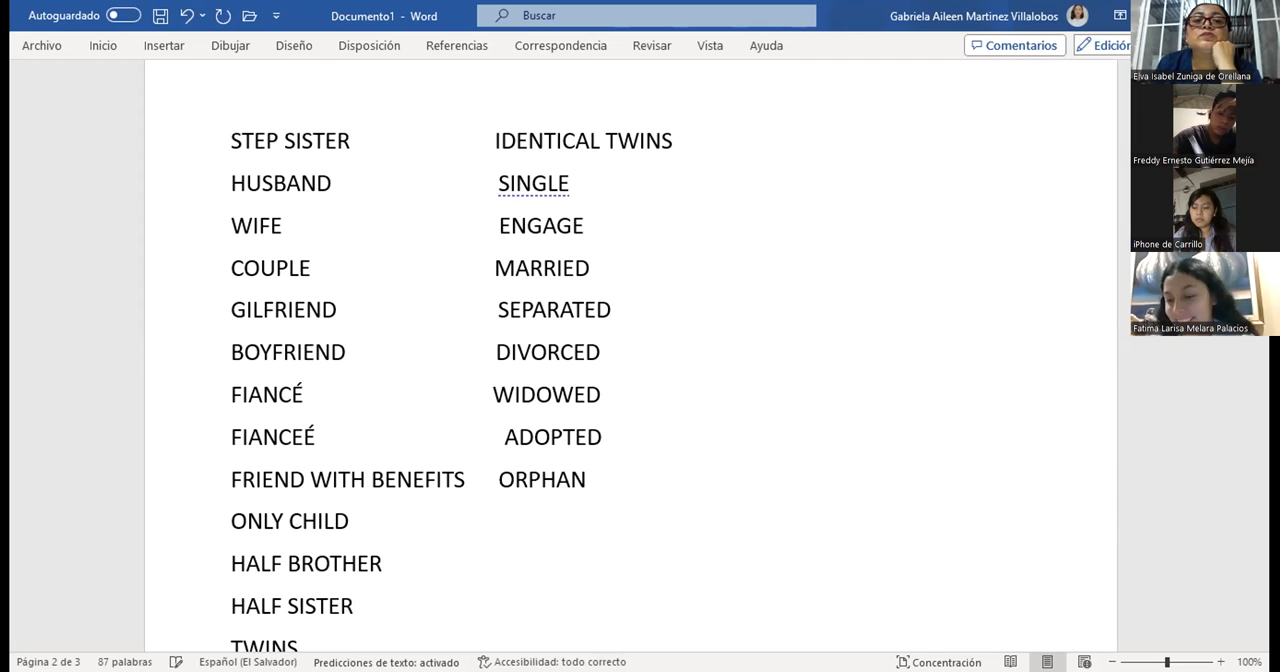 Autoguardado
Documento1 - Word
Buscar
Gabriela Aileen Martinez Villalobos
Archivo Inicio Insertar Dibujar Diseño Disposición Referencias Correspondencia Revisar Vista Ayuda Comentarios Edición
STEP SISTER IDENTICAL TWINS
HUSBAND SINGLE
WIFE ENGAGE
COUPLE MARRIED
GILFRIEND SEPARATED
BOYFRIEND DIVORCED
FIANCÉ WIDOWED
FIANCEÉ ADOPTED
FRIEND WITH BENEFITS ORPHAN
ONLY CHILD
HALF BROTHER
HALF SISTER
TWINS
Elva Isabel Zuniga de Orellana
Freddy Ernesto Gutiérrez Mejía
iPhone de Carrillo
Fatima Larisa Melara Palacios
Página 2 de 3 87 palabras Español (El Salvador) Predicciones de texto: activado Accesibilidad: todo correcto Concentración 100%